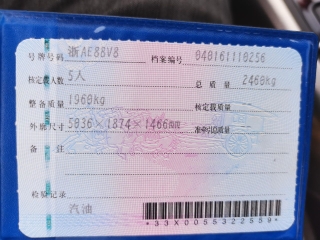 号牌号码 浙AE88V8 档案编号 040161110256
核定载人数 5人 总质量 2460kg
整备质量 1960kg 核定载质量
外廓尺寸 5036×1874×1466mm 准牵引总质量
备注
检验记录
汽油
*33X0055322559*